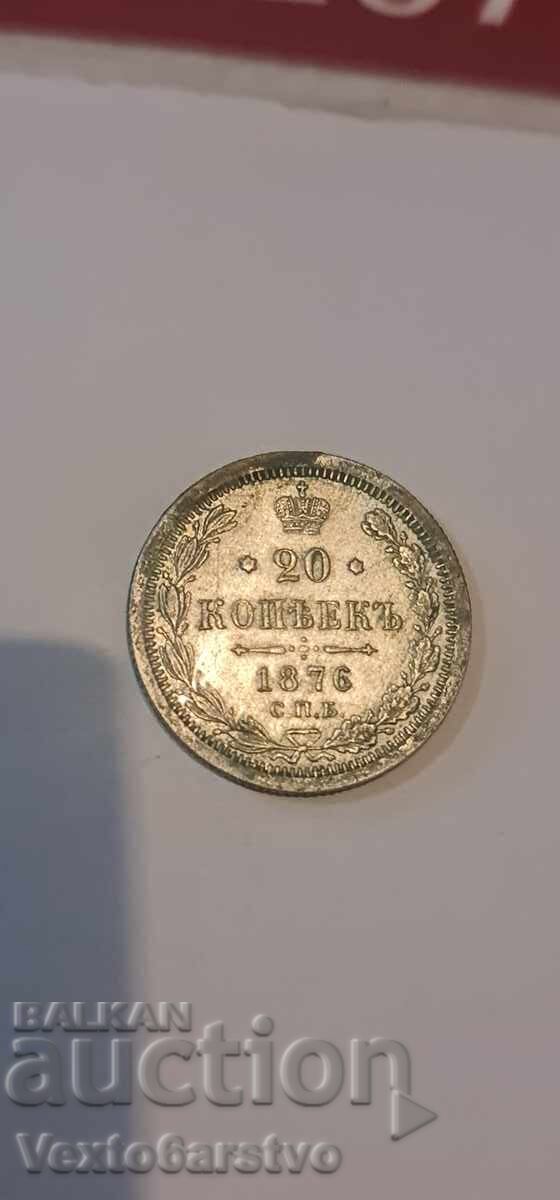 20
КОПѢЕКЪ
1876
С.П.Б.
BALKAN
auction
Vexto6arstvo